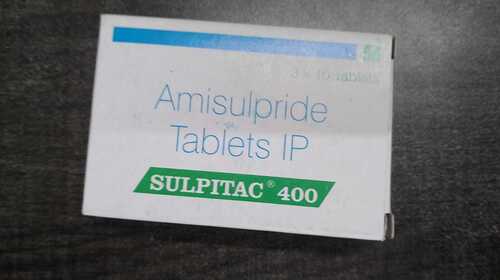 3 x 10 Tablets
Amisulpride
Tablets IP
SULPITAC® 400